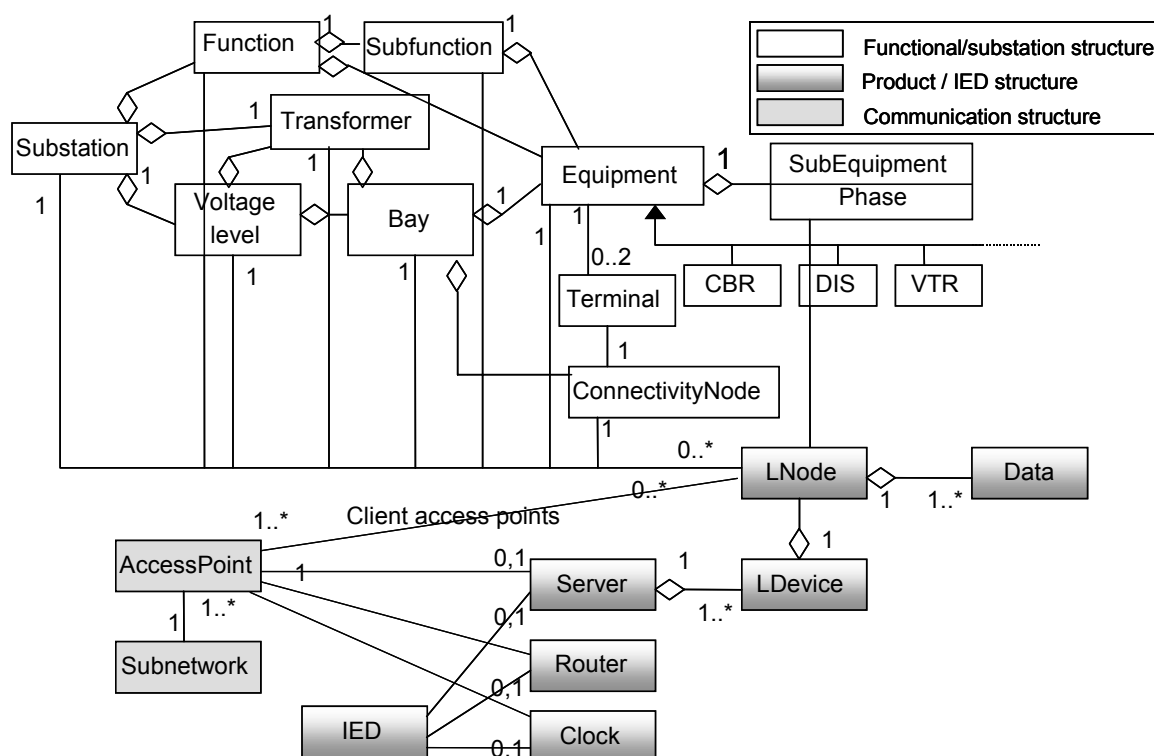 1
1
Function
Subfunction
Functional/substation structure
Product / IED structure
Communication structure
1
Transformer
Substation
1
1
1
SubEquipment
Phase
Equipment
1
Voltage
level
Bay
1
1
1
1
1
1
0..2
CBR
DIS
VTR
Terminal
1
ConnectivityNode
1
0..*
LNode
Data
0..*
1
1..*
1..*
Client access points
1
AccessPoint
1
0,1
Server
1
LDevice
1..*
1..*
1
0,1
Subnetwork
Router
0,1
IED
0,1
Clock